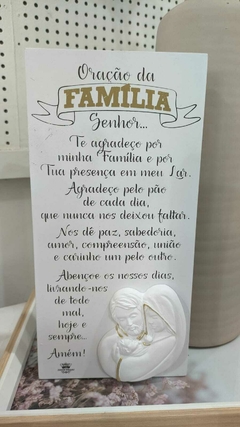 Oração da
FAMÍLIA
Senhor...
Te agradeço por
minha Família e por
Tua presença em meu Lar.
Agradeço pelo pão
de cada dia,
que nunca nos deixou faltar.
Nos dê paz, sabedoria,
amor, compreensão, união
e carinho um pelo outro.
Abençoe os nossos dias,
livrando-nos
de todo
mal,
hoje e
sempre...
Amém!